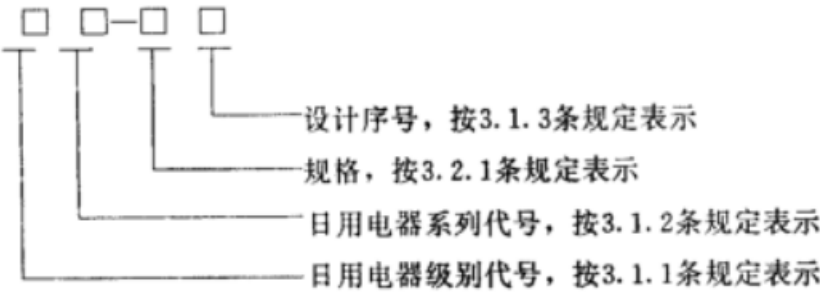 □ □—□ □
设计序号，按3.1.3条规定表示
规格，按3.2.1条规定表示
日用电器系列代号，按3.1.2条规定表示
日用电器级别代号，按3.1.1条规定表示